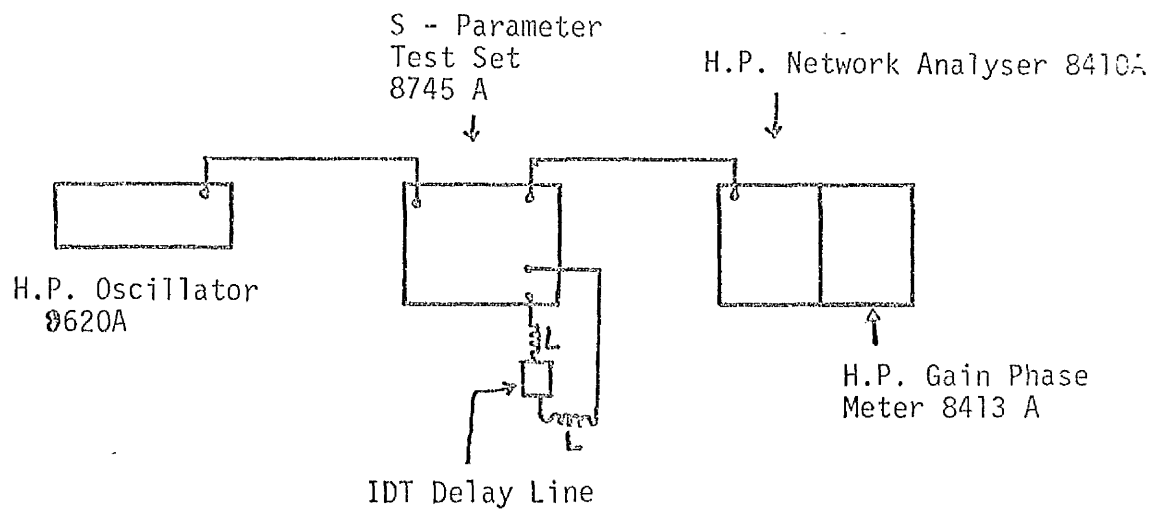 S - Parameter
Test Set
8745 A
H.P. Network Analyser 8410A
H.P. Oscillator
8620A
L
L
H.P. Gain Phase
Meter 8413 A
IDT Delay Line